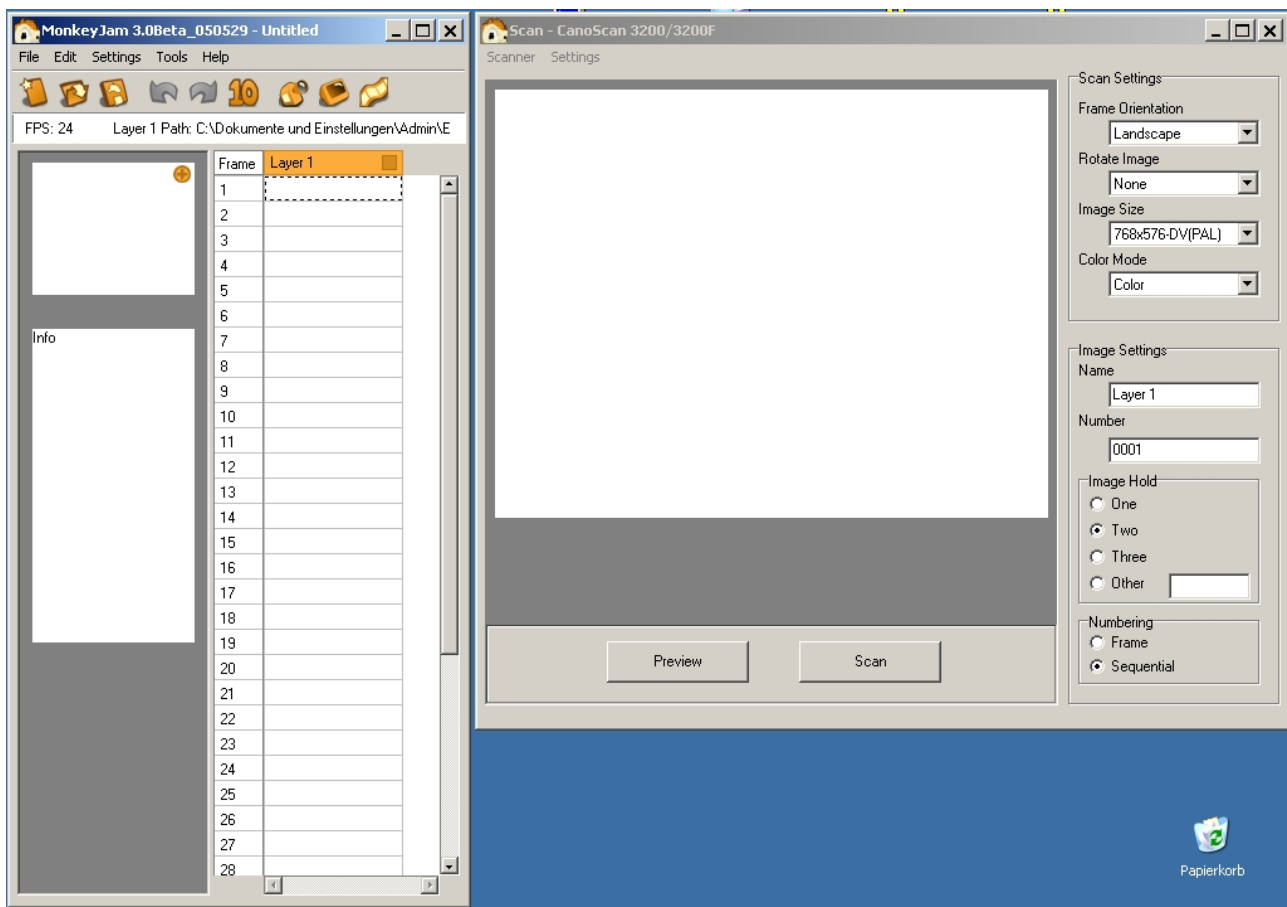 MonkeyJam 3.0Beta_050529 - Untitled
File Edit Settings Tools Help
10
FPS: 24 Layer 1 Path: C:\Dokumente und Einstellungen\Admin\E
Frame Layer 1
1
2
3
4
5
6
7
8
9
10
11
12
13
14
15
16
17
18
19
20
21
22
23
24
25
26
27
28
Info
Scan - CanoScan 3200/3200F
Scanner Settings
Scan Settings
Frame Orientation
Landscape
Rotate Image
None
Image Size
768x576-DV(PAL)
Color Mode
Color
Image Settings
Name
Layer 1
Number
0001
Image Hold
One
Two
Three
Other
Numbering
Frame
Sequential
Preview Scan
Papierkorb